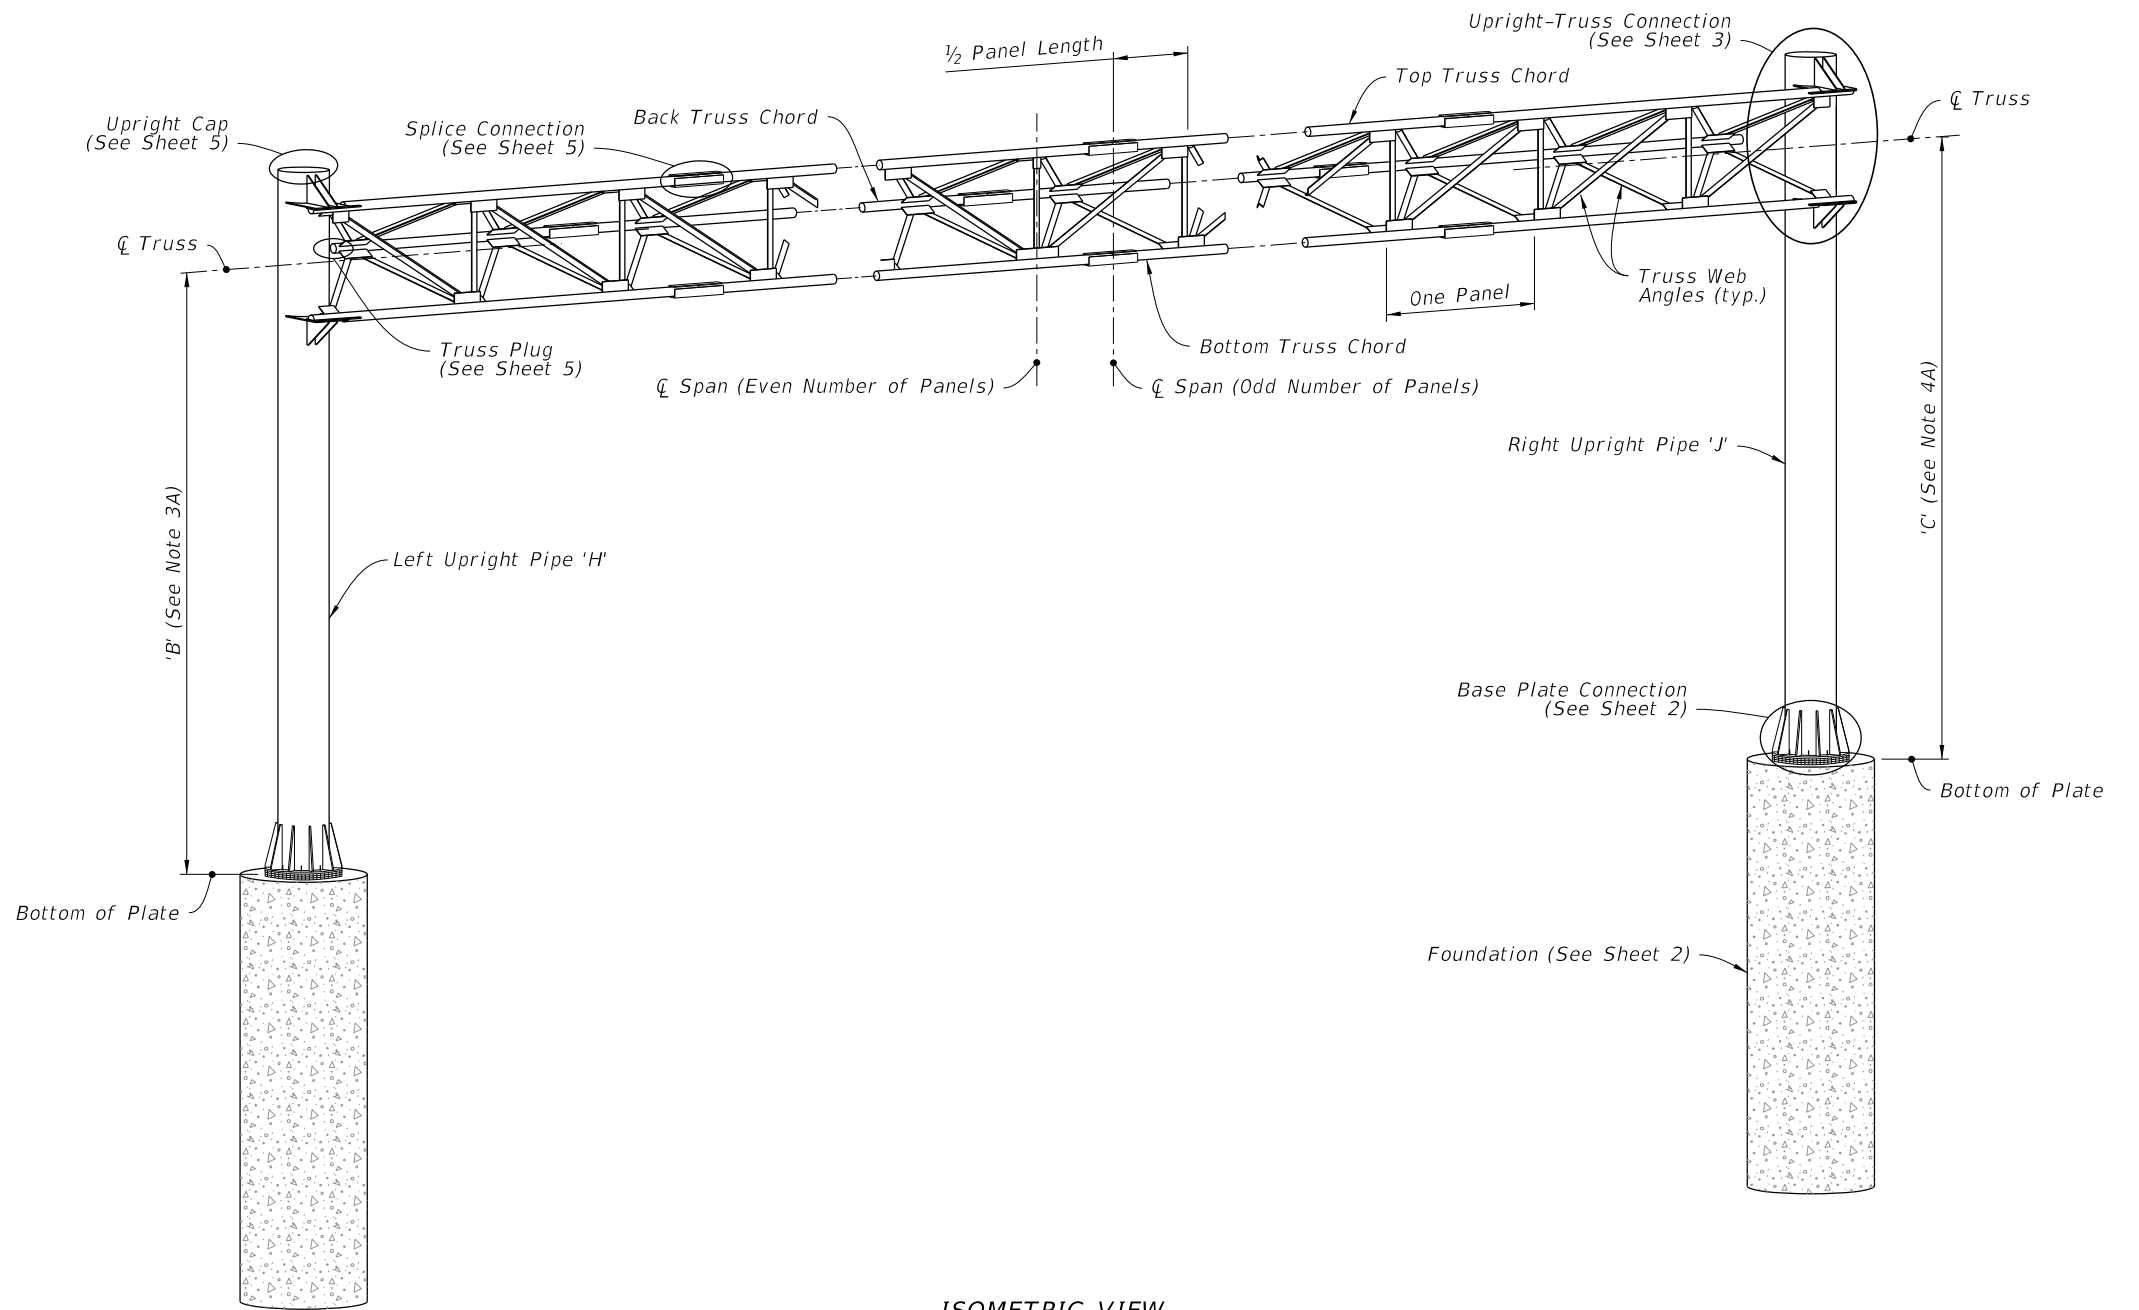 Upright-Truss Connection
(See Sheet 3)
½ Panel Length
Top Truss Chord
℄ Truss
Upright Cap
(See Sheet 5)
Splice Connection
(See Sheet 5)
Back Truss Chord
℄ Truss
Truss Web
Angles (typ.)
One Panel
Bottom Truss Chord
Truss Plug
(See Sheet 5)
℄ Span (Even Number of Panels)
℄ Span (Odd Number of Panels)
Right Upright Pipe 'J'
'C' (See Note 4A)
'B' (See Note 3A)
Left Upright Pipe 'H'
Base Plate Connection
(See Sheet 2)
Bottom of Plate
Bottom of Plate
Foundation (See Sheet 2)
ISOMETRIC VIEW